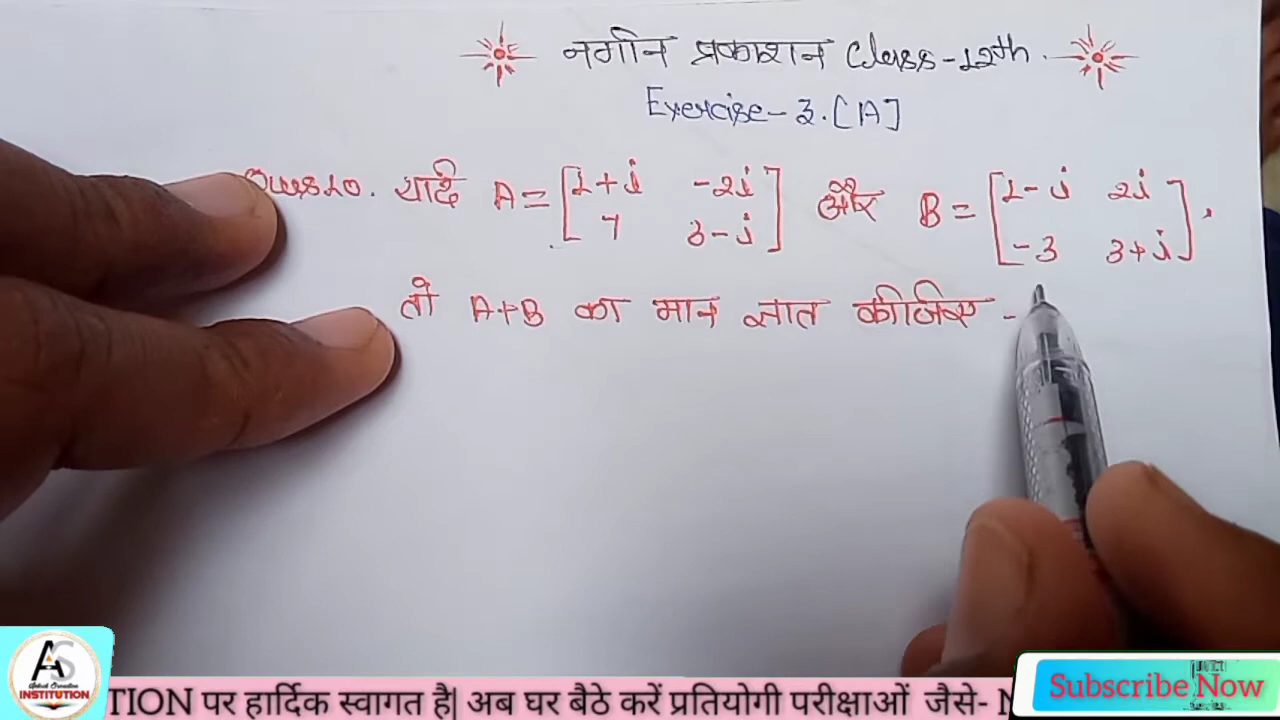 नगीन प्रकाशन Class-12th.
Exercise-3.[A]
Ques10. यदि A = [1+i -2i और B = [1-i 2i
7 3-i] -3 3+i],
तो A+B का मान ज्ञात कीजिए -
AS
INSTITUTION
TION पर हार्दिक स्वागत है| अब घर बैठे करें प्रतियोगी परीक्षाओं जैसे-
Subscribe Now